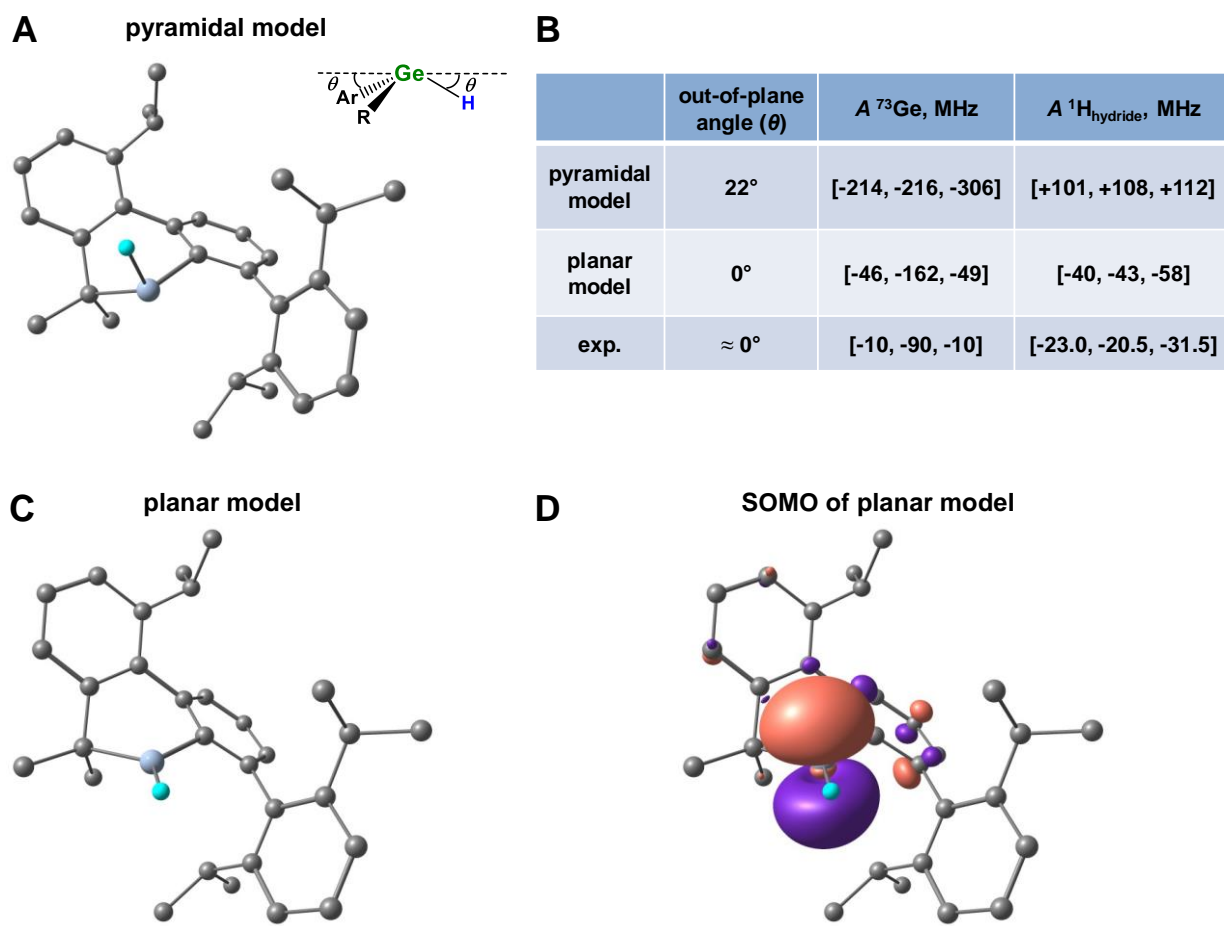 A
pyramidal model
θ
Ge
θ
Ar
R
H
B
out-of-plane
angle (θ)
A ⁷³Ge, MHz
A ¹H_hydride, MHz
pyramidal
model
22°
[-214, -216, -306]
[+101, +108, +112]
planar
model
0°
[-46, -162, -49]
[-40, -43, -58]
exp.
≈ 0°
[-10, -90, -10]
[-23.0, -20.5, -31.5]
C
planar model
D
SOMO of planar model